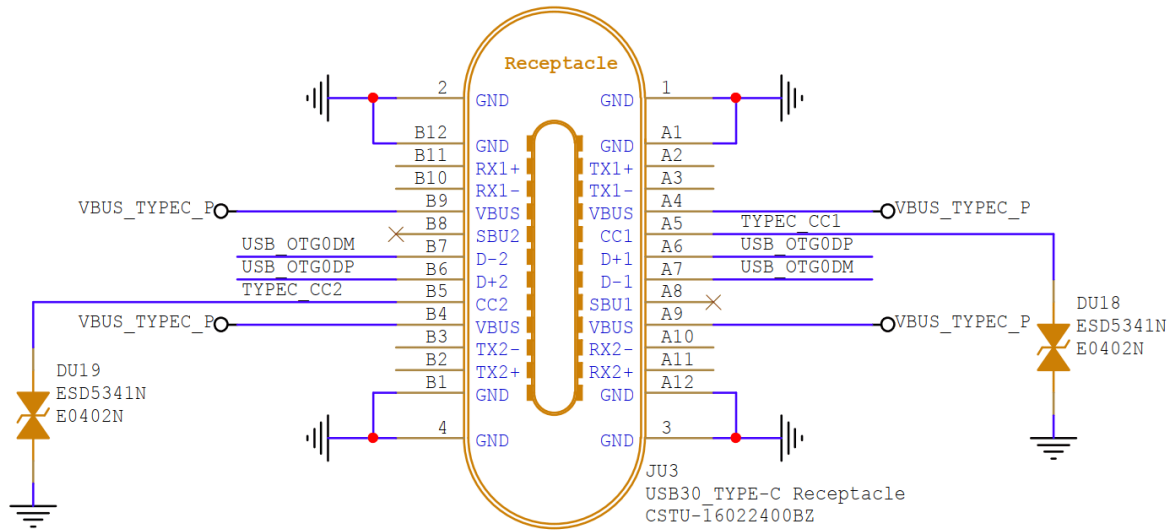 Receptacle
2 GND GND 1
B12 GND GND A1
B11 RX1+ TX1+ A2
B10 RX1- TX1- A3
VBUS_TYPEC_P B9 VBUS VBUS A4 VBUS_TYPEC_P
B8 SBU2 CC1 A5 TYPEC_CC1
USB_OTG0DM B7 D-2 D+1 A6 USB_OTG0DP
USB_OTG0DP B6 D+2 D-1 A7 USB_OTG0DM
TYPEC_CC2 B5 CC2 SBU1 A8
VBUS_TYPEC_P B4 VBUS VBUS A9 VBUS_TYPEC_P
B3 TX2- RX2- A10
B2 TX2+ RX2+ A11
B1 GND GND A12
4 GND GND 3
DU18
ESD5341N
E0402N
DU19
ESD5341N
E0402N
JU3
USB30_TYPE-C Receptacle
CSTU-16022400BZ